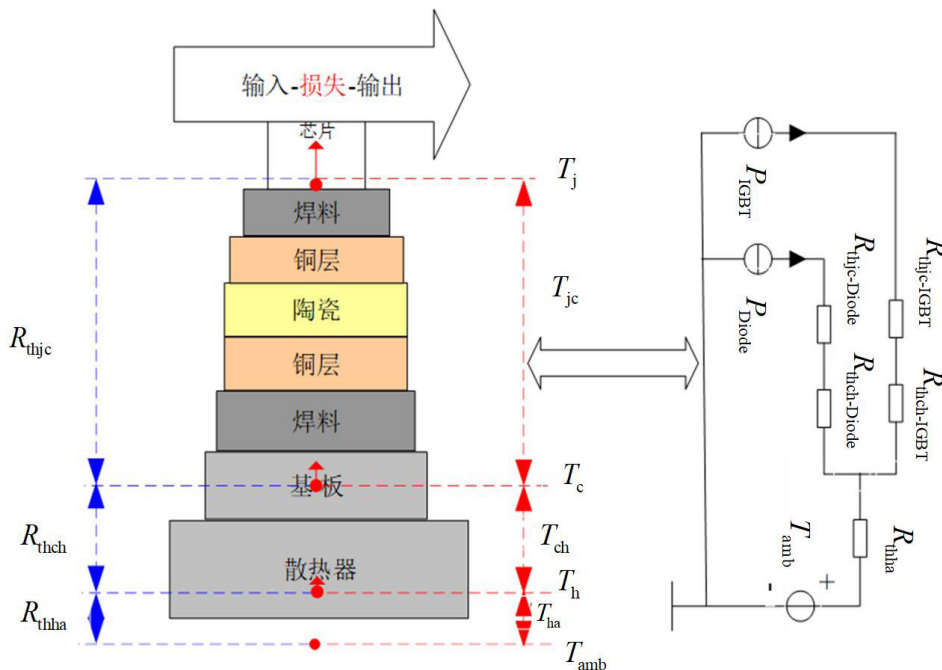 输入-损失-输出
芯片
T_j
焊料
铜层
陶瓷
铜层
焊料
基板
散热器
R_thjc
R_thch
R_thha
T_jc
T_c
T_ch
T_h
T_ha
T_amb
P_IGBT
P_Diode
R_thjc-Diode
R_thjc-IGBT
R_thch-Diode
R_thch-IGBT
T_amb
R_thha
- +